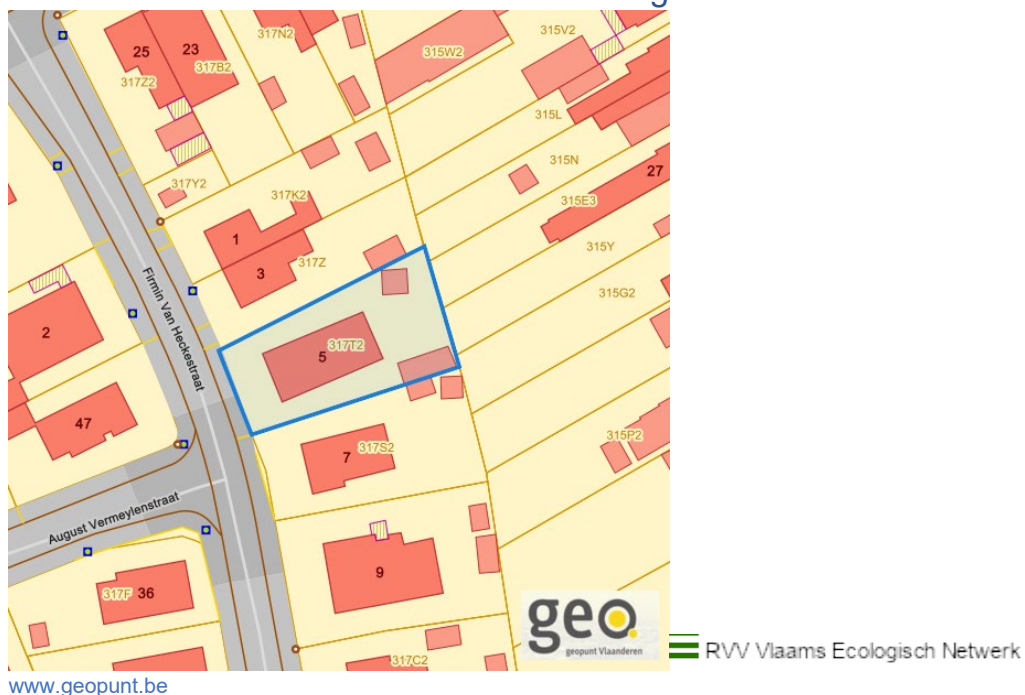 25
23
317Z2
317B2
317N2
315W2
315V2
315L
315N
27
315E3
317Y2
317K2
1
3
317Z
315Y
315G2
Firmin Van Heckestraat
2
5
317T2
47
7
317S2
315P2
August Vermeylenstraat
9
317F
36
317C2
geo
geopunt Vlaanderen
RVV Vlaams Ecologisch Netwerk
www.geopunt.be